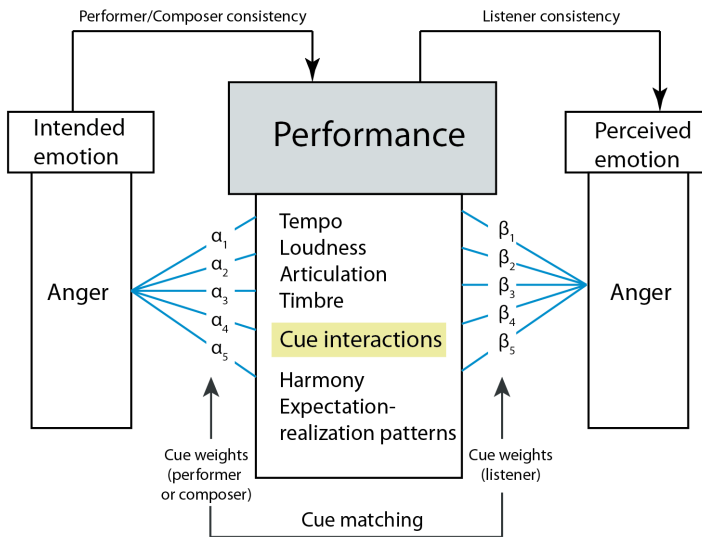 Performer/Composer consistency
Listener consistency
Intended
emotion
Performance
Perceived
emotion
Anger
α1
α2
α3
α4
α5
Tempo
Loudness
Articulation
Timbre
Cue interactions
Harmony
Expectation-
realization patterns
β1
β2
β3
β4
β5
Anger
Cue weights
(performer
or composer)
Cue weights
(listener)
Cue matching